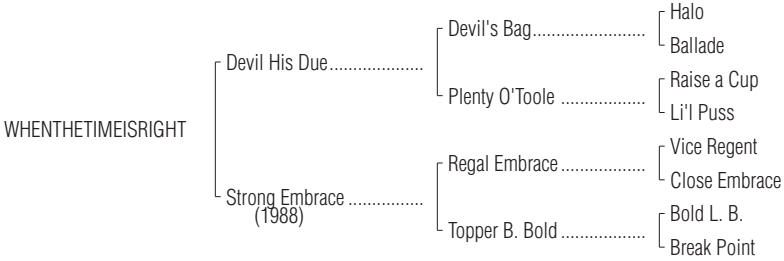 Halo
Devil's Bag........................
Ballade
Devil His Due....................
Raise a Cup
Plenty O'Toole ..................
Li'l Puss
WHENTHETIMEISRIGHT
Vice Regent
Regal Embrace ..................
Close Embrace
Strong Embrace ................
(1988)
Bold L. B.
Topper B. Bold ..................
Break Point